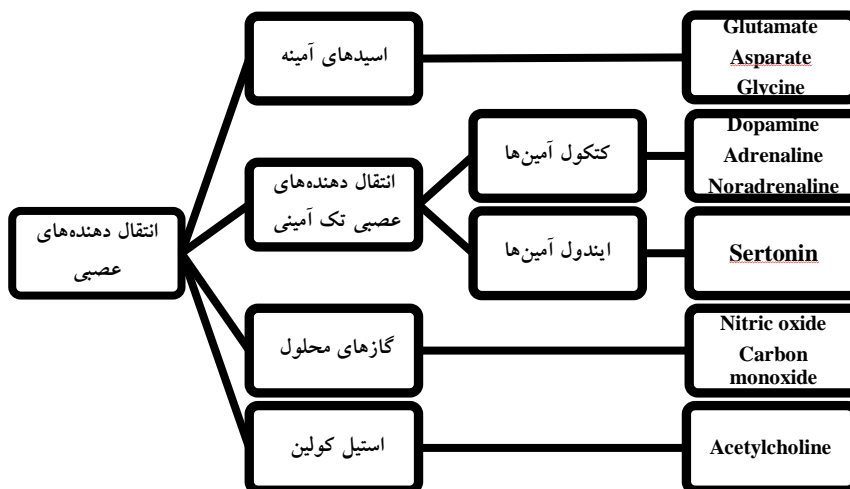 انتقال دهنده‌های
عصبی
اسیدهای آمینه
Glutamate
Asparate
Glycine
انتقال دهنده‌های
عصبی تک آمینی
کتکول آمین‌ها
Dopamine
Adrenaline
Noradrenaline
ایندول آمین‌ها
Sertonin
گازهای محلول
Nitric oxide
Carbon
monoxide
استیل کولین
Acetylcholine